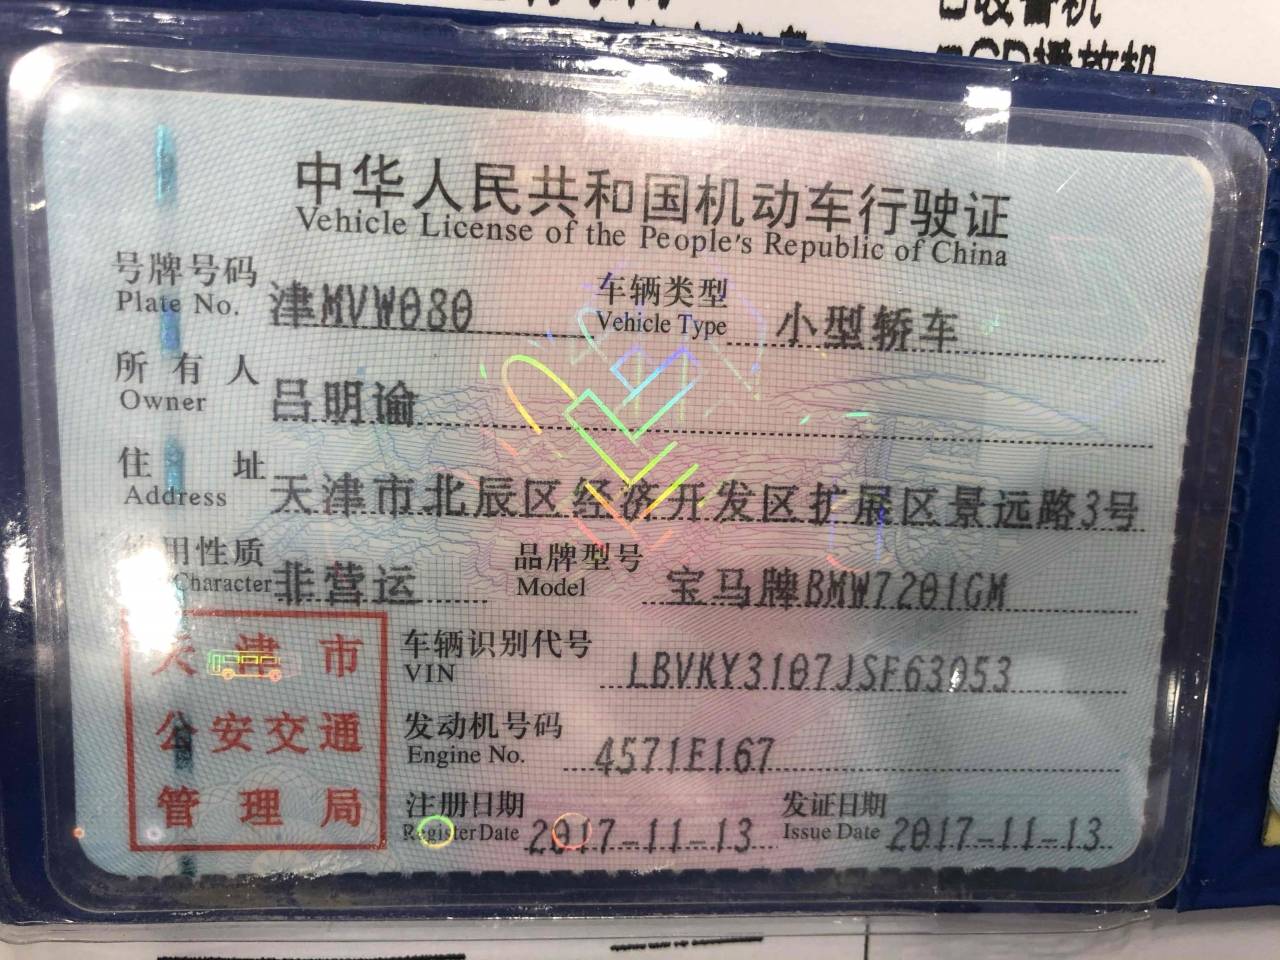 中华人民共和国机动车行驶证
Vehicle License of the People's Republic of China
号牌号码 津MVW080 车辆类型 小型轿车
Plate No. Vehicle Type
所有人 吕明谕
Owner
住址 天津市北辰区经济开发区扩展区景远路3号
Address
用性质 非营运 品牌型号 宝马牌BMW7201GM
Character Model
天津市
公安交通
管理局
车辆识别代号 LBVKY3107JSF63053
VIN
发动机号码 4571E167
Engine No.
注册日期 2017-11-13 发证日期 2017-11-13
Register Date Issue Date